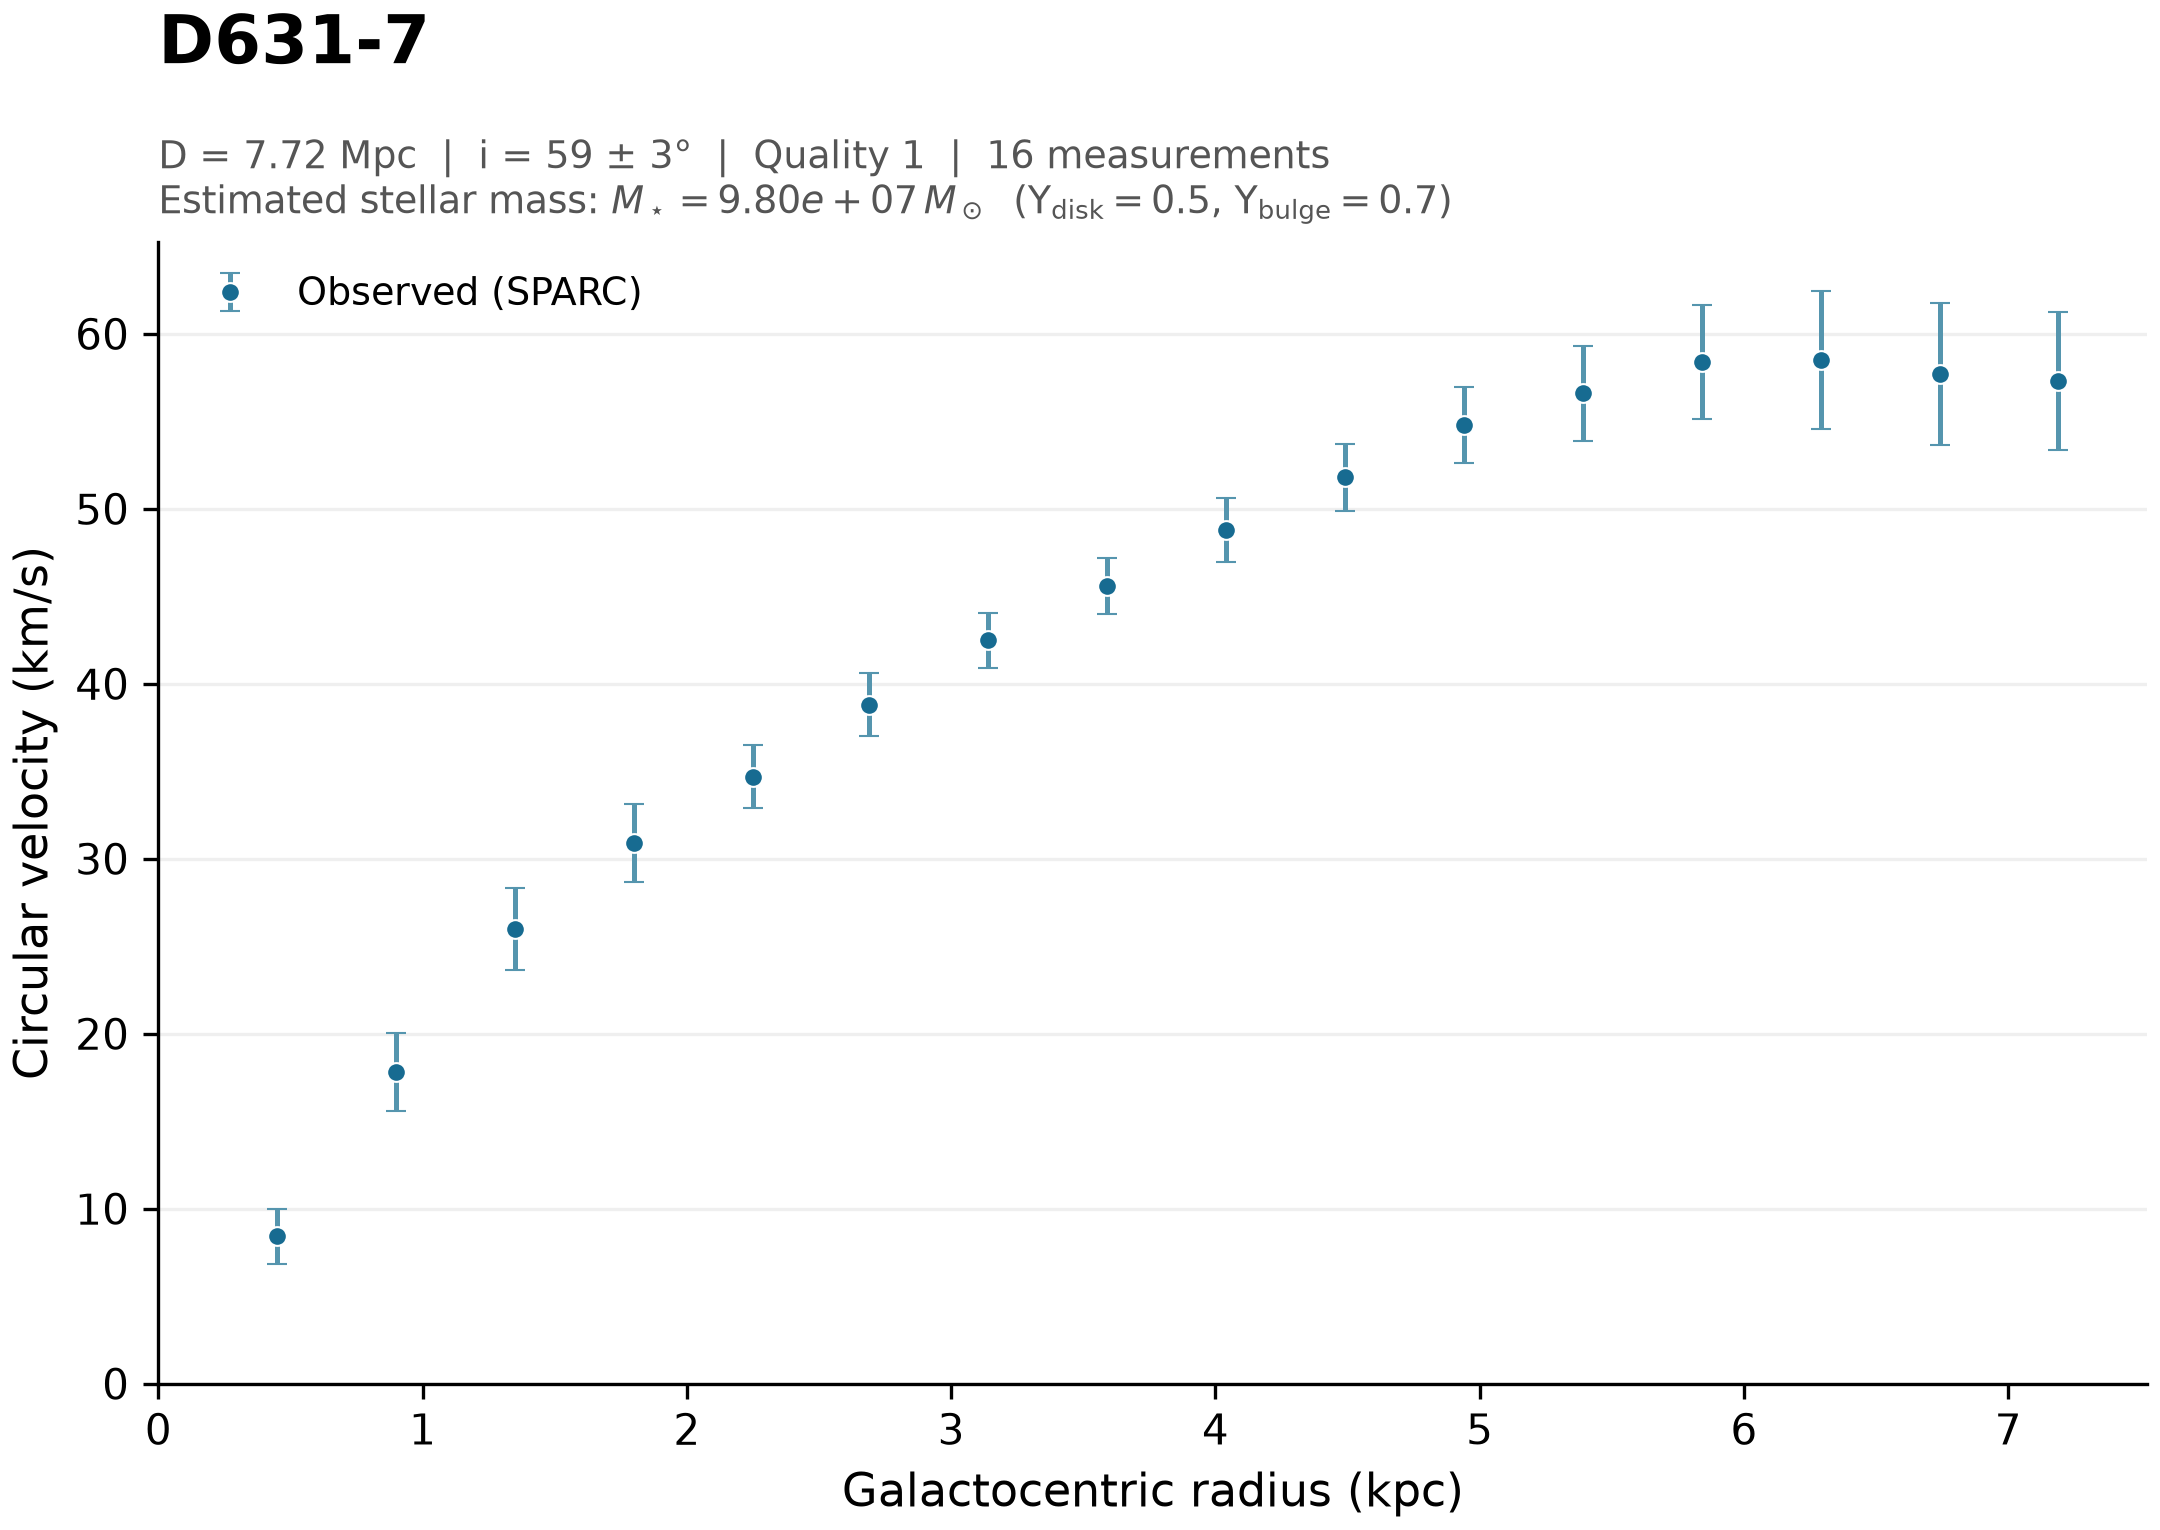 D631-7
D = 7.72 Mpc | i = 59 ± 3° | Quality 1 | 16 measurements
Estimated stellar mass: M⋆ = 9.80e + 07 M⊙ (Υdisk = 0.5, Υbulge = 0.7)
Observed (SPARC)
60
50
40
30
20
10
0
Circular velocity (km/s)
0 1 2 3 4 5 6 7
Galactocentric radius (kpc)